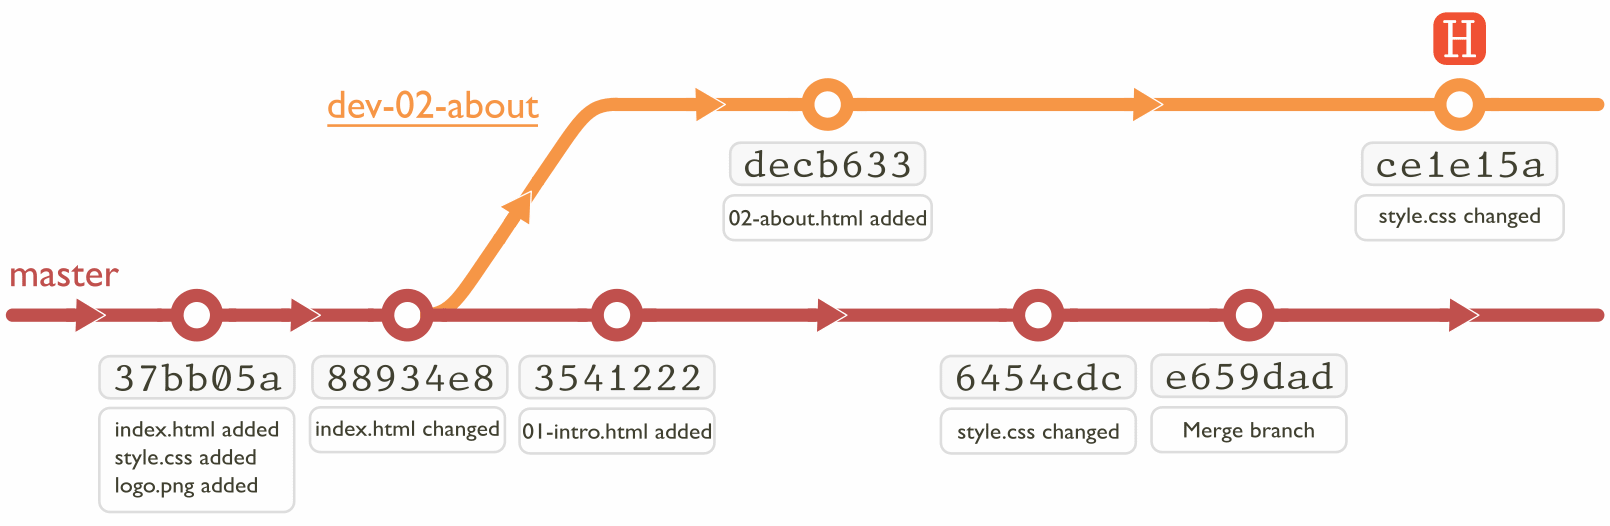 H
dev-02-about
decb633
02-about.html added
ce1e15a
style.css changed
master
37bb05a
index.html added
style.css added
logo.png added
88934e8
index.html changed
3541222
01-intro.html added
6454cdc
style.css changed
e659dad
Merge branch